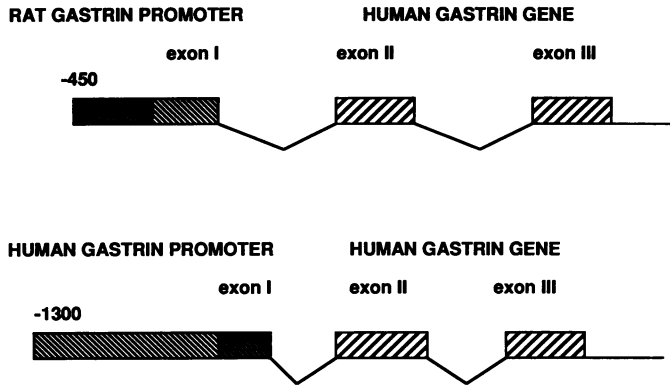 RAT GASTRIN PROMOTER HUMAN GASTRIN GENE
exon I exon II exon III
-450
HUMAN GASTRIN PROMOTER HUMAN GASTRIN GENE
exon I exon II exon III
-1300